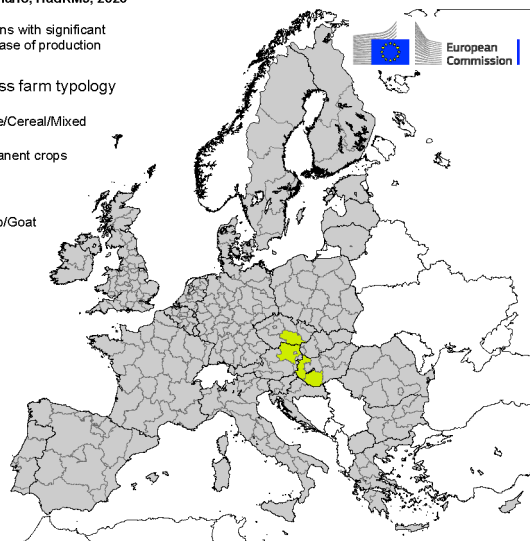 ns with significant
ase of production
ss farm typology
e/Cereal/Mixed
anent crops
o/Goat
European
Commission